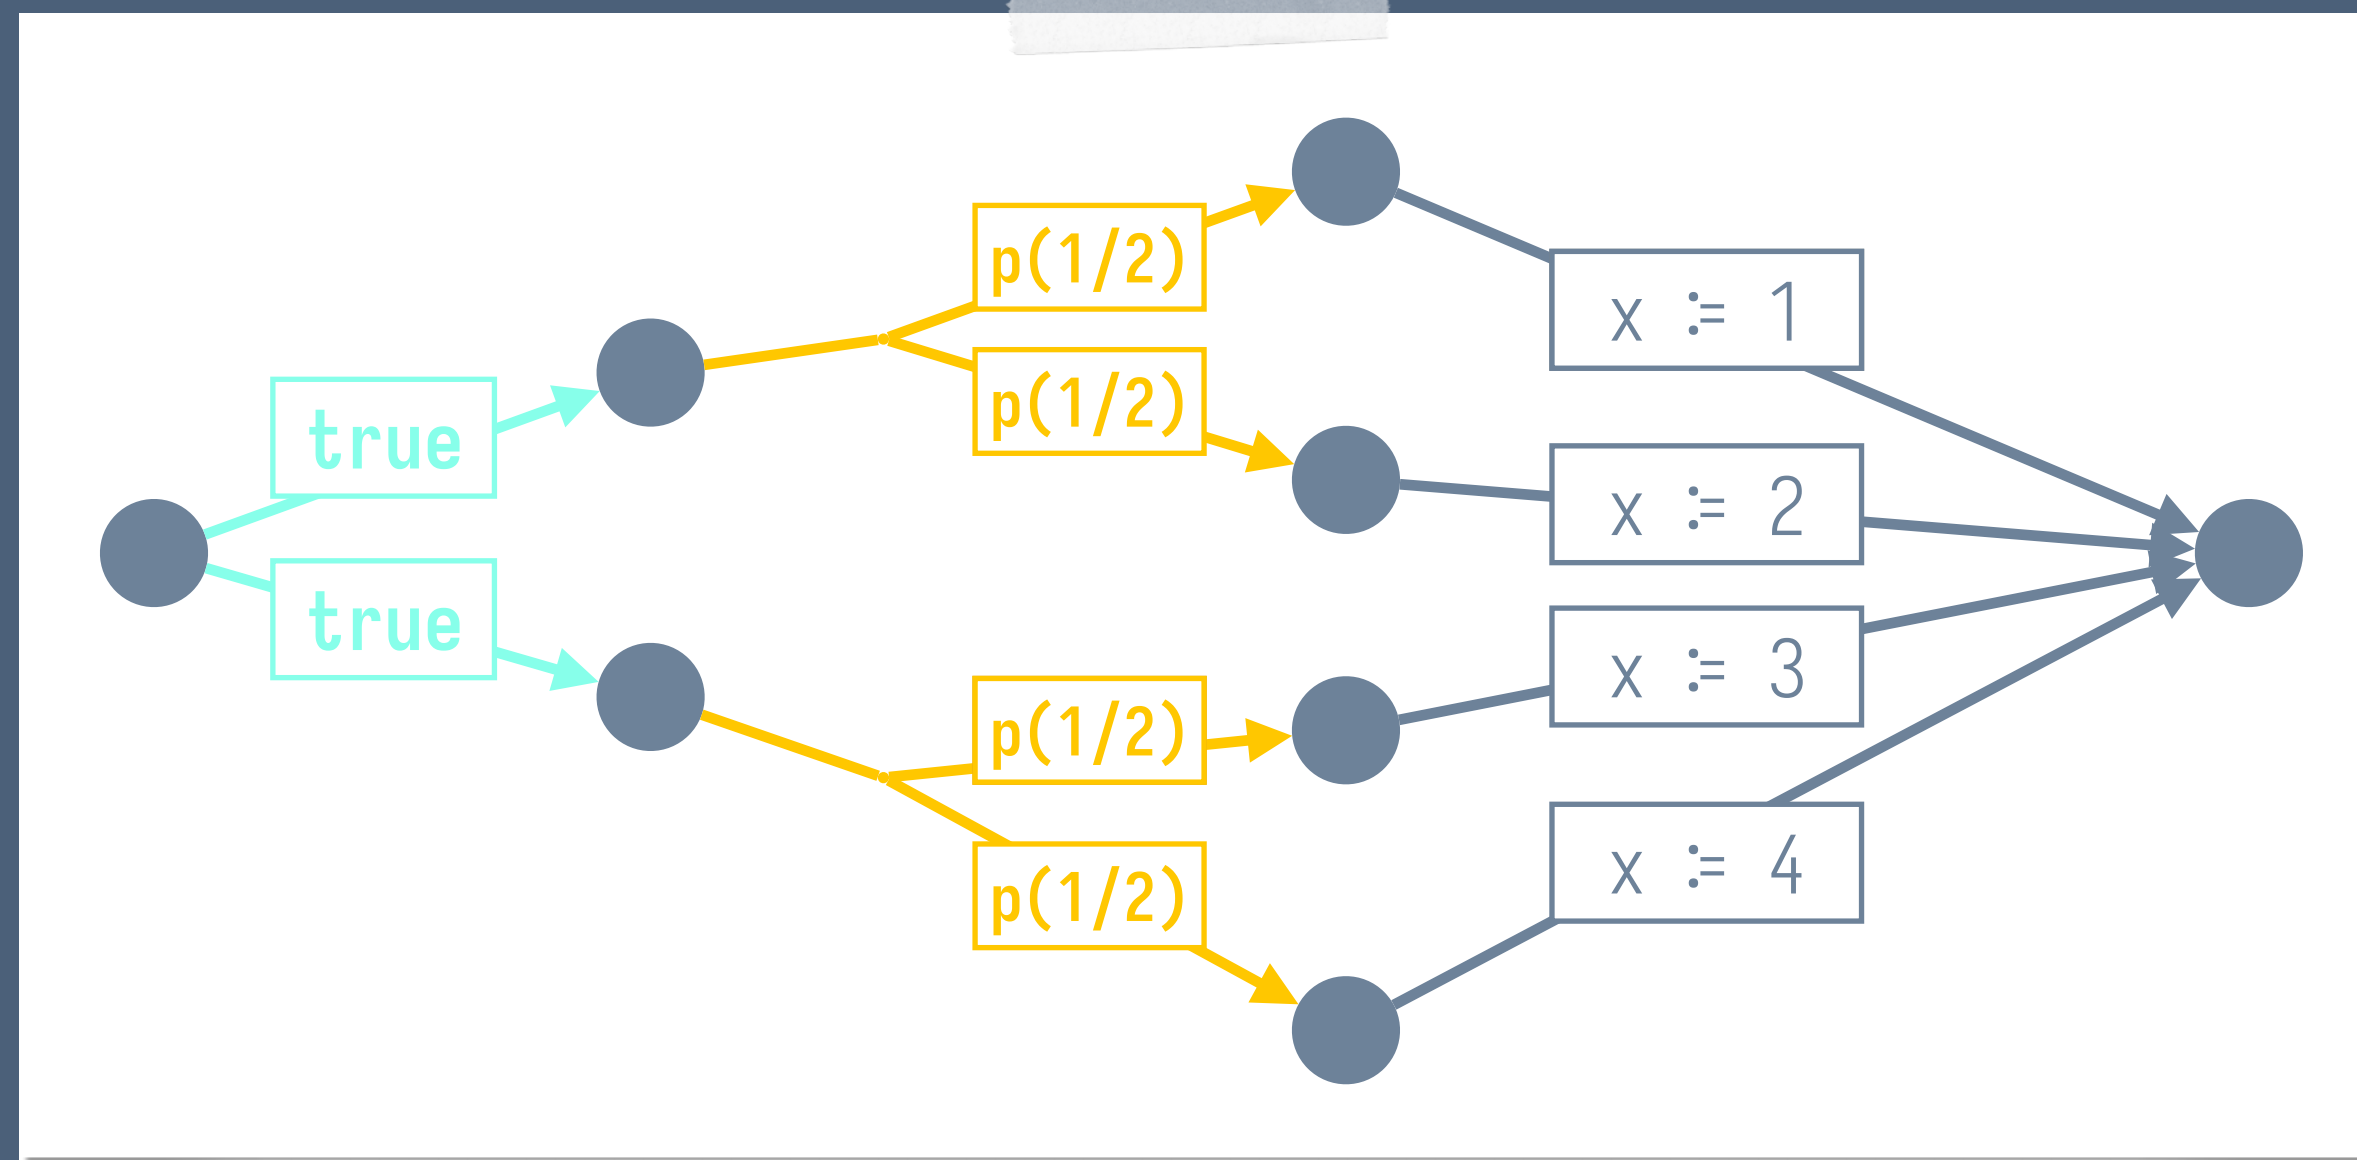 true
true
p(1/2)
p(1/2)
p(1/2)
p(1/2)
x := 1
x := 2
x := 3
x := 4